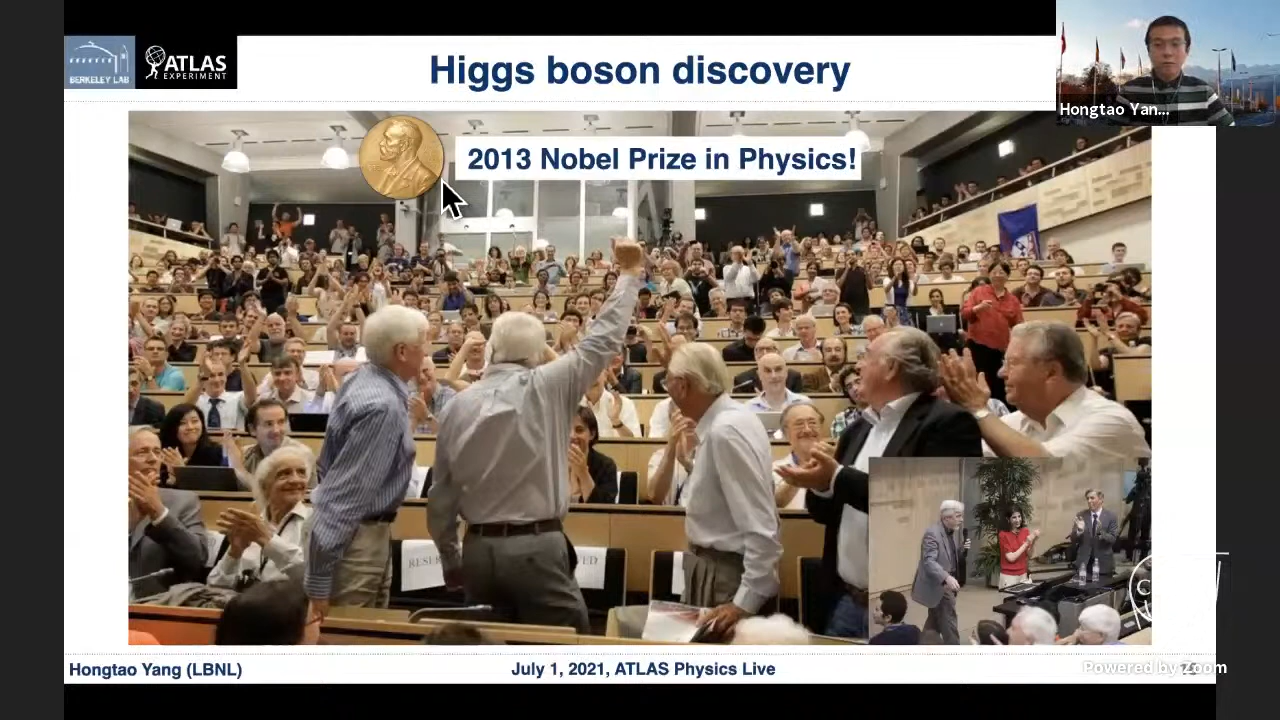 BERKELEY LAB
ATLAS
EXPERIMENT
Higgs boson discovery
Hongtao Yan...
2013 Nobel Prize in Physics!
Hongtao Yang (LBNL)
July 1, 2021, ATLAS Physics Live
Powered by Zoom